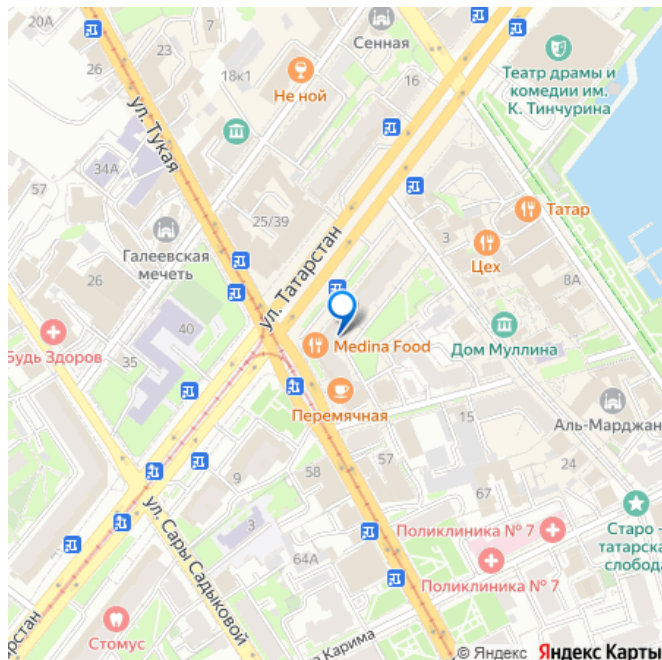 20А
23
7
26
18к1
Не ной
Сенная
16
Театр драмы и
комедии им.
К. Тинчурина
ул. Тукая
34А
57
25/39
ул. Татарстан
Татар
3
Цех
8А
Галеевская
мечеть
26
40
Будь Здоров
35
Medina Food
Дом Муллина
Перемячная
15
Аль-Марджан
24
9
58
57
67
3
64А
ул. Сары Садыковой
Поликлиника № 7
Поликлиника № 7
Старо -
татарска
слобода
Стомус
рстан
Карима
© Яндекс Яндекс Карты